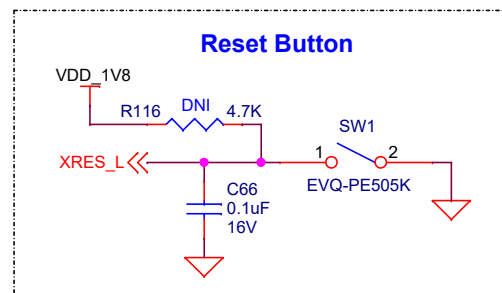 Reset Button
VDD_1V8
R116 DNI 4.7K
SW1
XRES_L
1 2
EVQ-PE505K
C66
0.1uF
16V